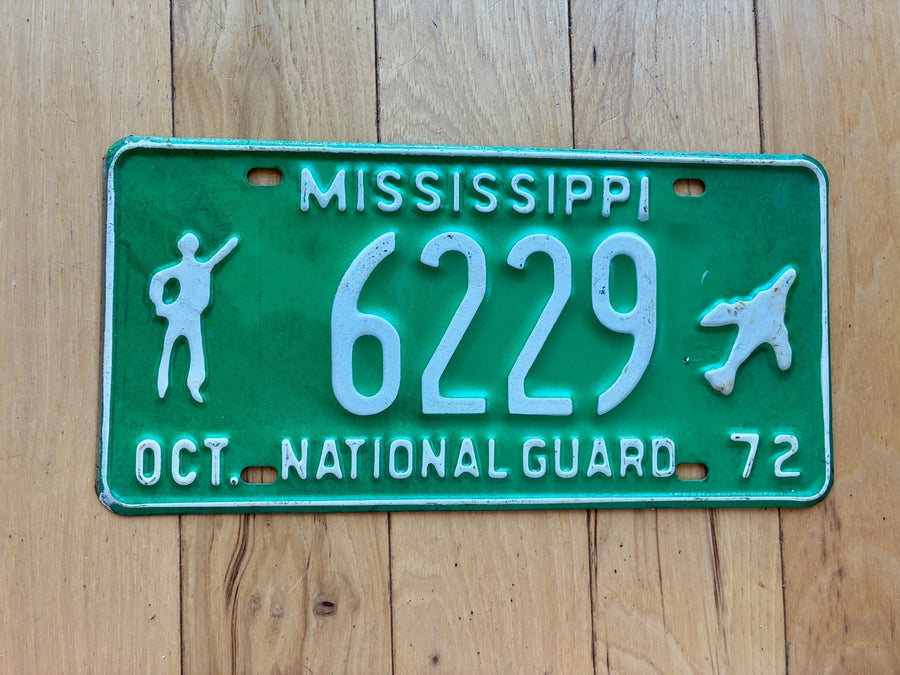 MISSISSIPPI
6229
OCT. NATIONAL GUARD 72